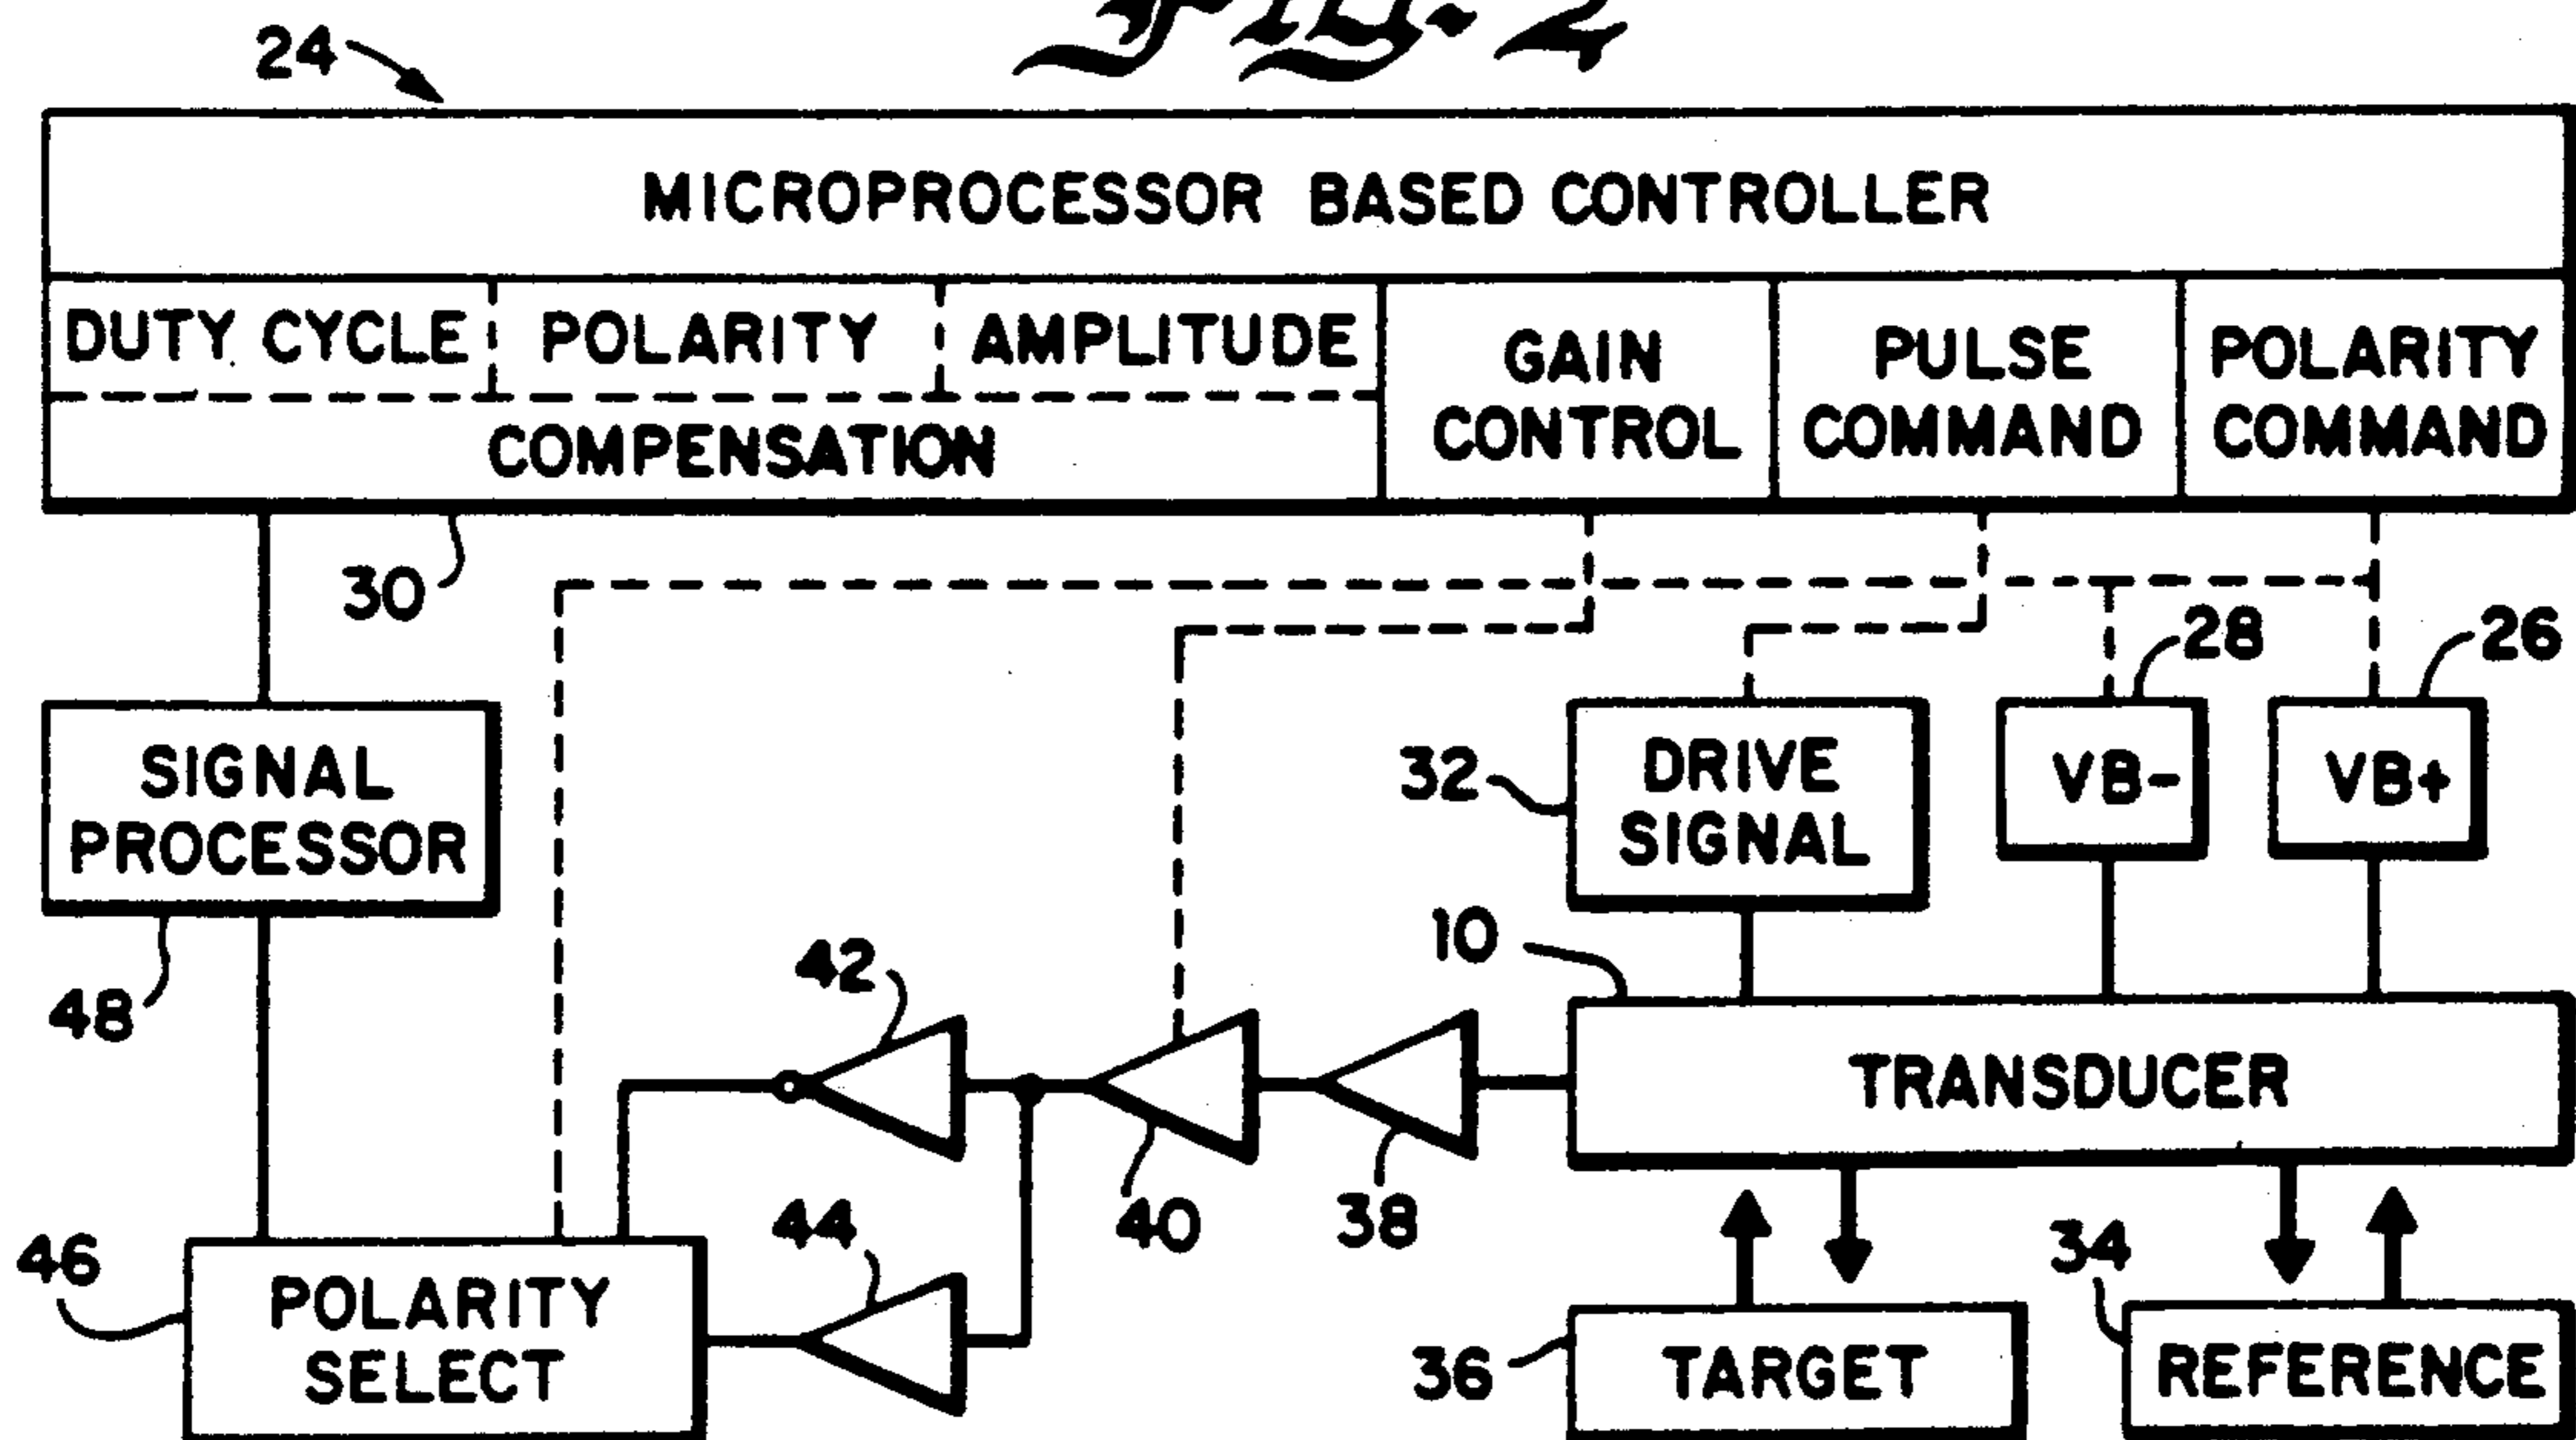 FIG. 2
24
MICROPROCESSOR BASED CONTROLLER
DUTY CYCLE POLARITY AMPLITUDE
COMPENSATION
GAIN
CONTROL
PULSE
COMMAND
POLARITY
COMMAND
30
28
26
SIGNAL
PROCESSOR
32
DRIVE
SIGNAL
VB-
VB+
48
42
10
TRANSDUCER
46
44
40
38
34
POLARITY
SELECT
36
TARGET
REFERENCE